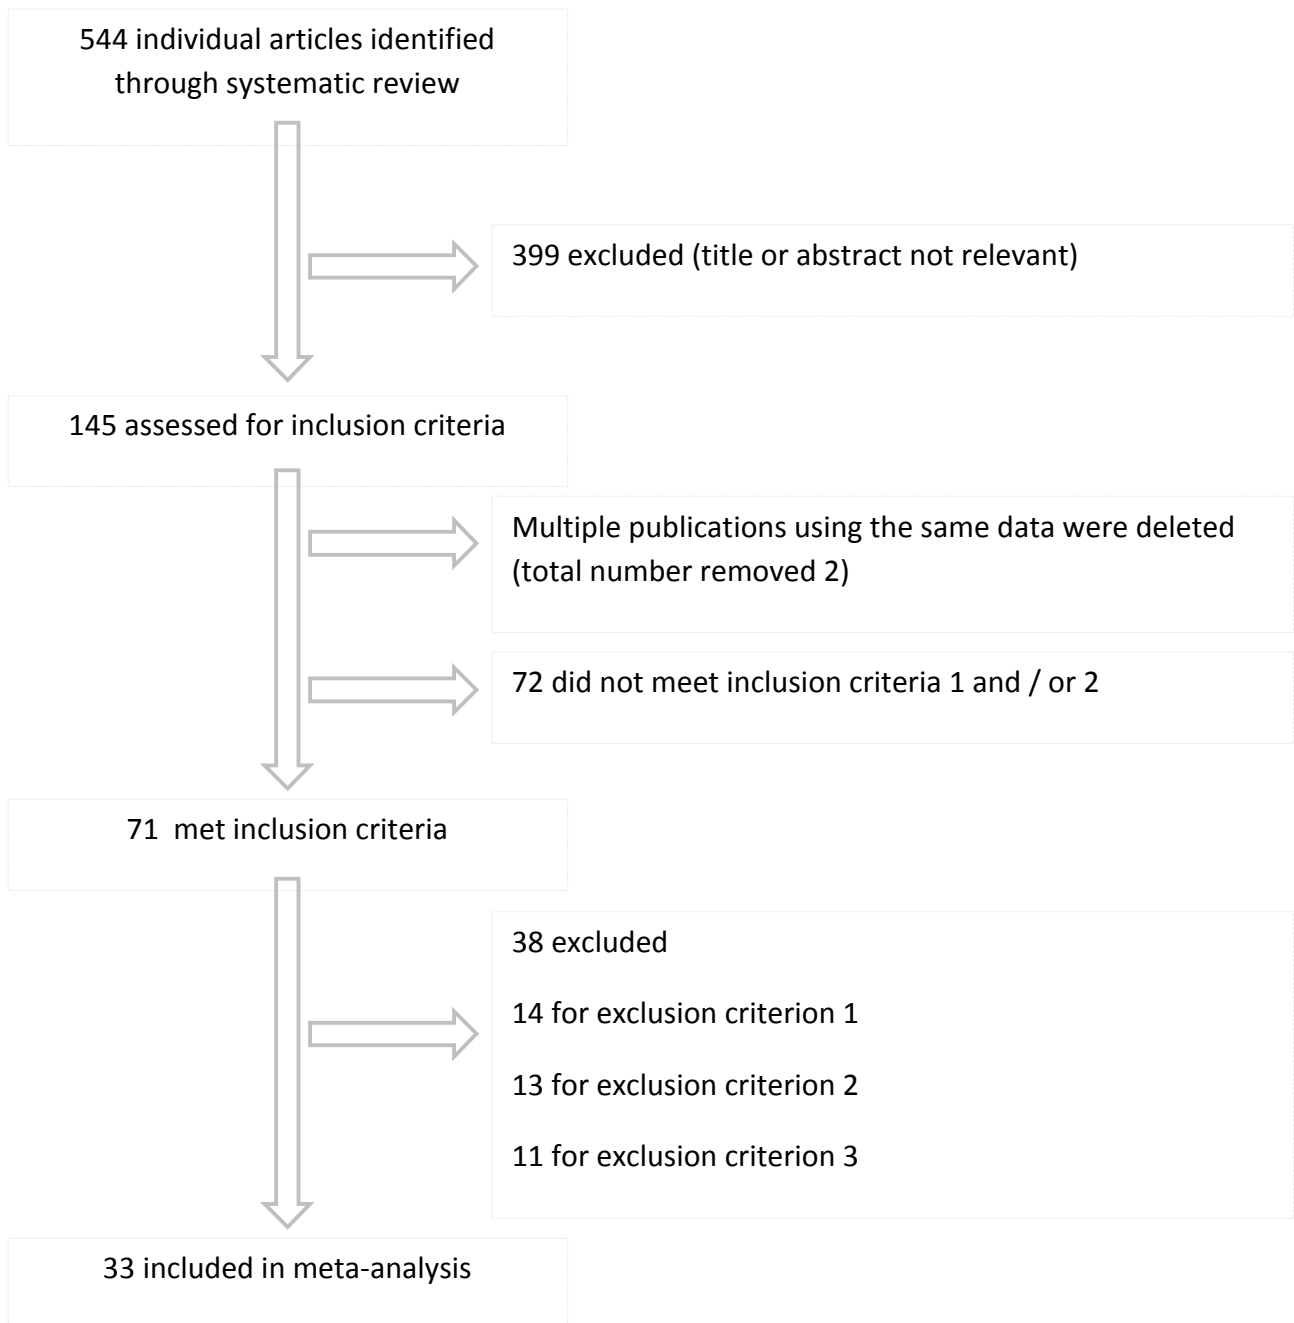 544 individual articles identified
through systematic review
399 excluded (title or abstract not relevant)
145 assessed for inclusion criteria
Multiple publications using the same data were deleted
(total number removed 2)
72 did not meet inclusion criteria 1 and / or 2
71  met inclusion criteria
38 excluded
14 for exclusion criterion 1
13 for exclusion criterion 2
11 for exclusion criterion 3
33 included in meta-analysis